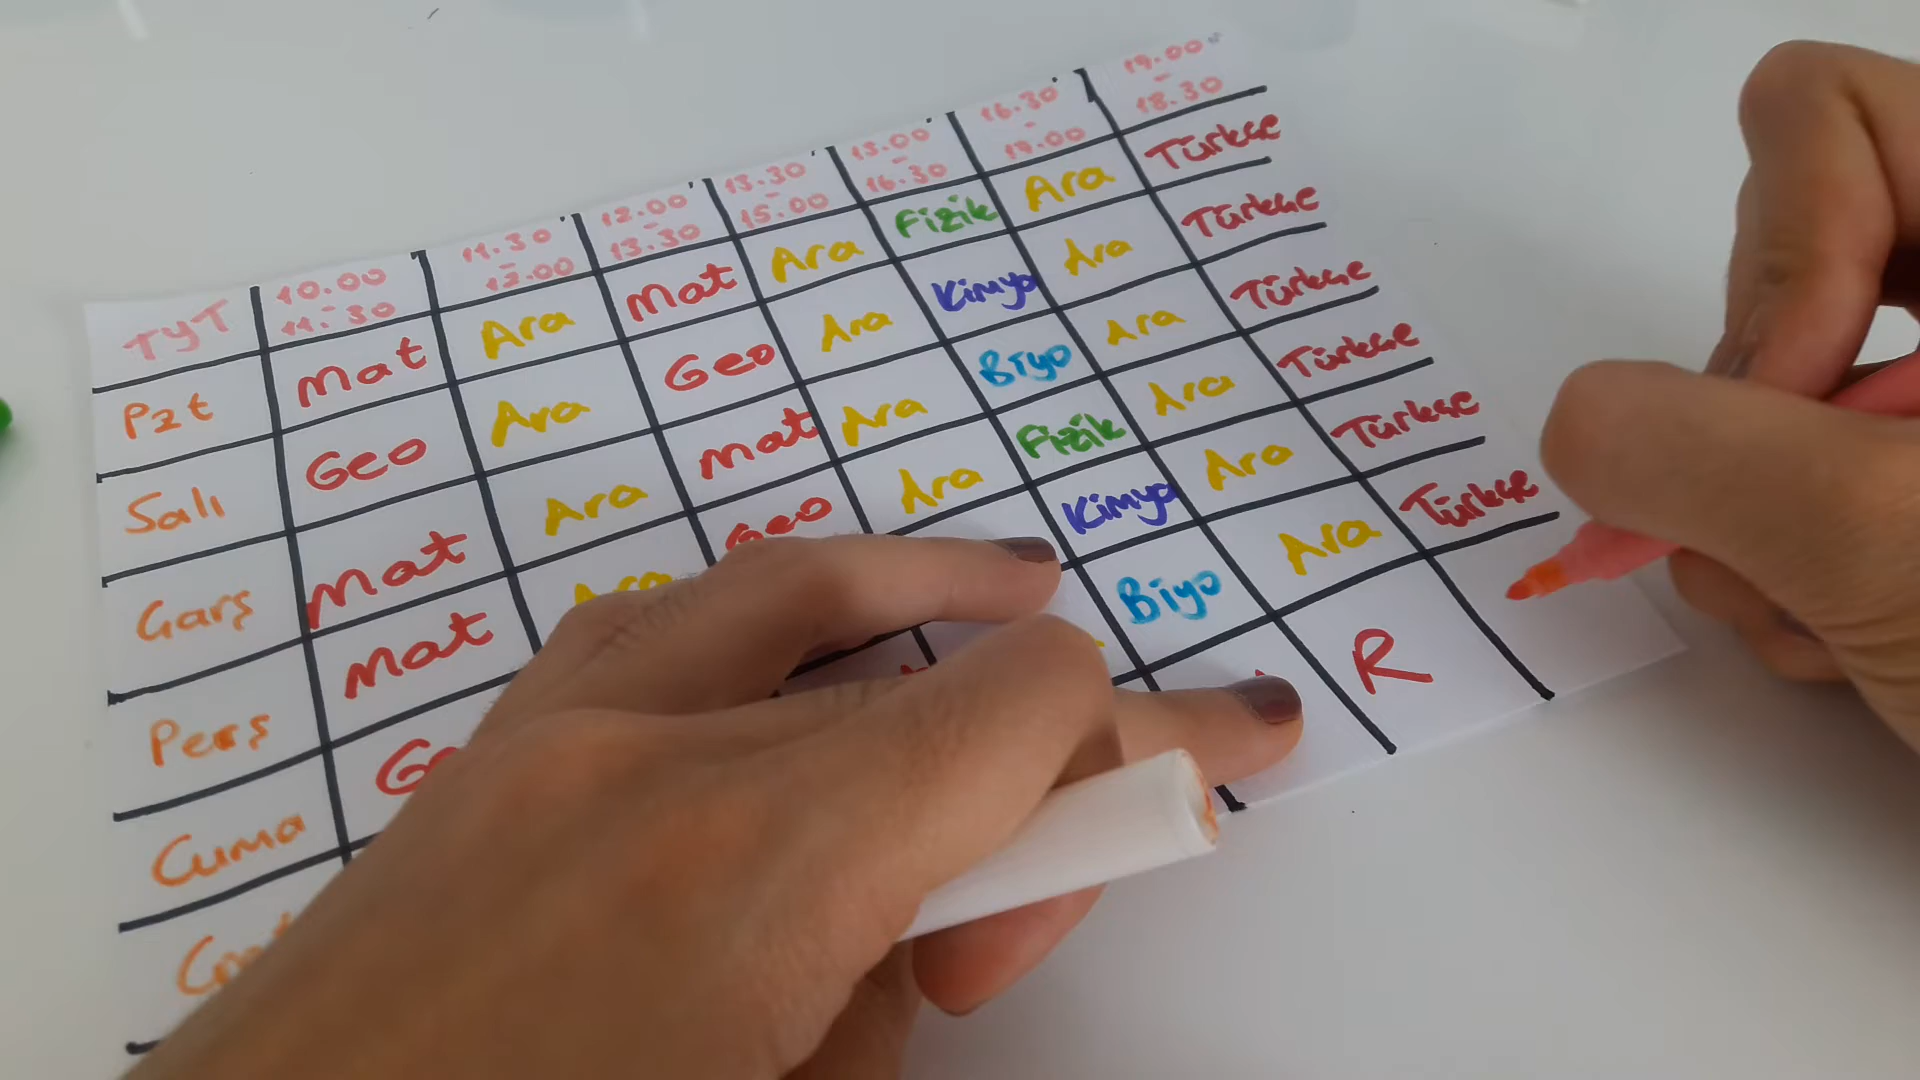 TYT 10.00 - 11.30 11.30 - 12.00 12.00 - 13.30 13.30 - 15.00 15.00 - 16.30 16.30 - 17.00 17.00 - 18.30
Pzt Mat Ara Mat Ara Fizik Ara Türkçe
Salı Geo Ara Geo Ara Kimya Ara Türkçe
Çarş Mat Ara Mat Ara Biyo Ara Türkçe
Perş Mat Ara Geo Ara Fizik Ara Türkçe
Cuma Kimya Ara Türkçe
Biyo Ara Türkçe
R